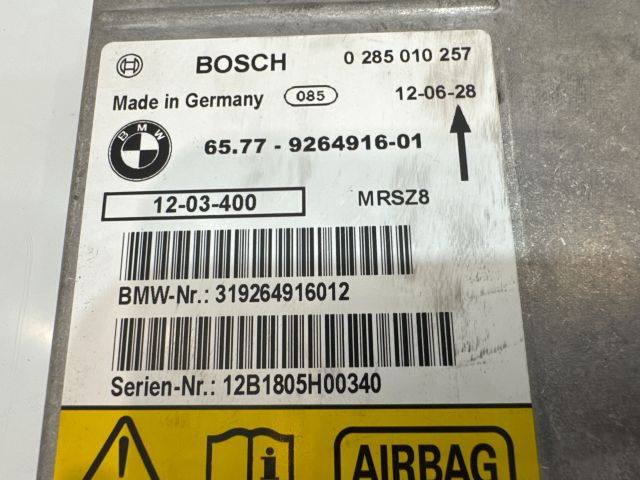 BOSCH 0 285 010 257
Made in Germany 085 12-06-28
BMW 65.77 - 9264916-01
12-03-400 MRSZ8
BMW-Nr.: 319264916012
Serien-Nr.: 12B1805H00340
AIRBAG